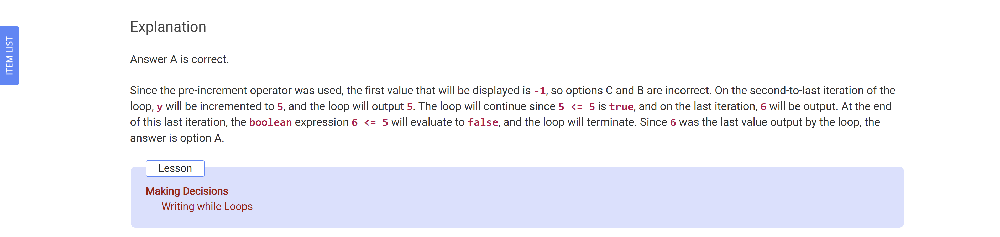 ITEM LIST
Explanation
Answer A is correct.
Since the pre-increment operator was used, the first value that will be displayed is -1, so options C and B are incorrect. On the second-to-last iteration of the
loop, y will be incremented to 5, and the loop will output 5. The loop will continue since 5 <= 5 is true, and on the last iteration, 6 will be output. At the end
of this last iteration, the boolean expression 6 <= 5 will evaluate to false, and the loop will terminate. Since 6 was the last value output by the loop, the
answer is option A.
Lesson
Making Decisions
Writing while Loops